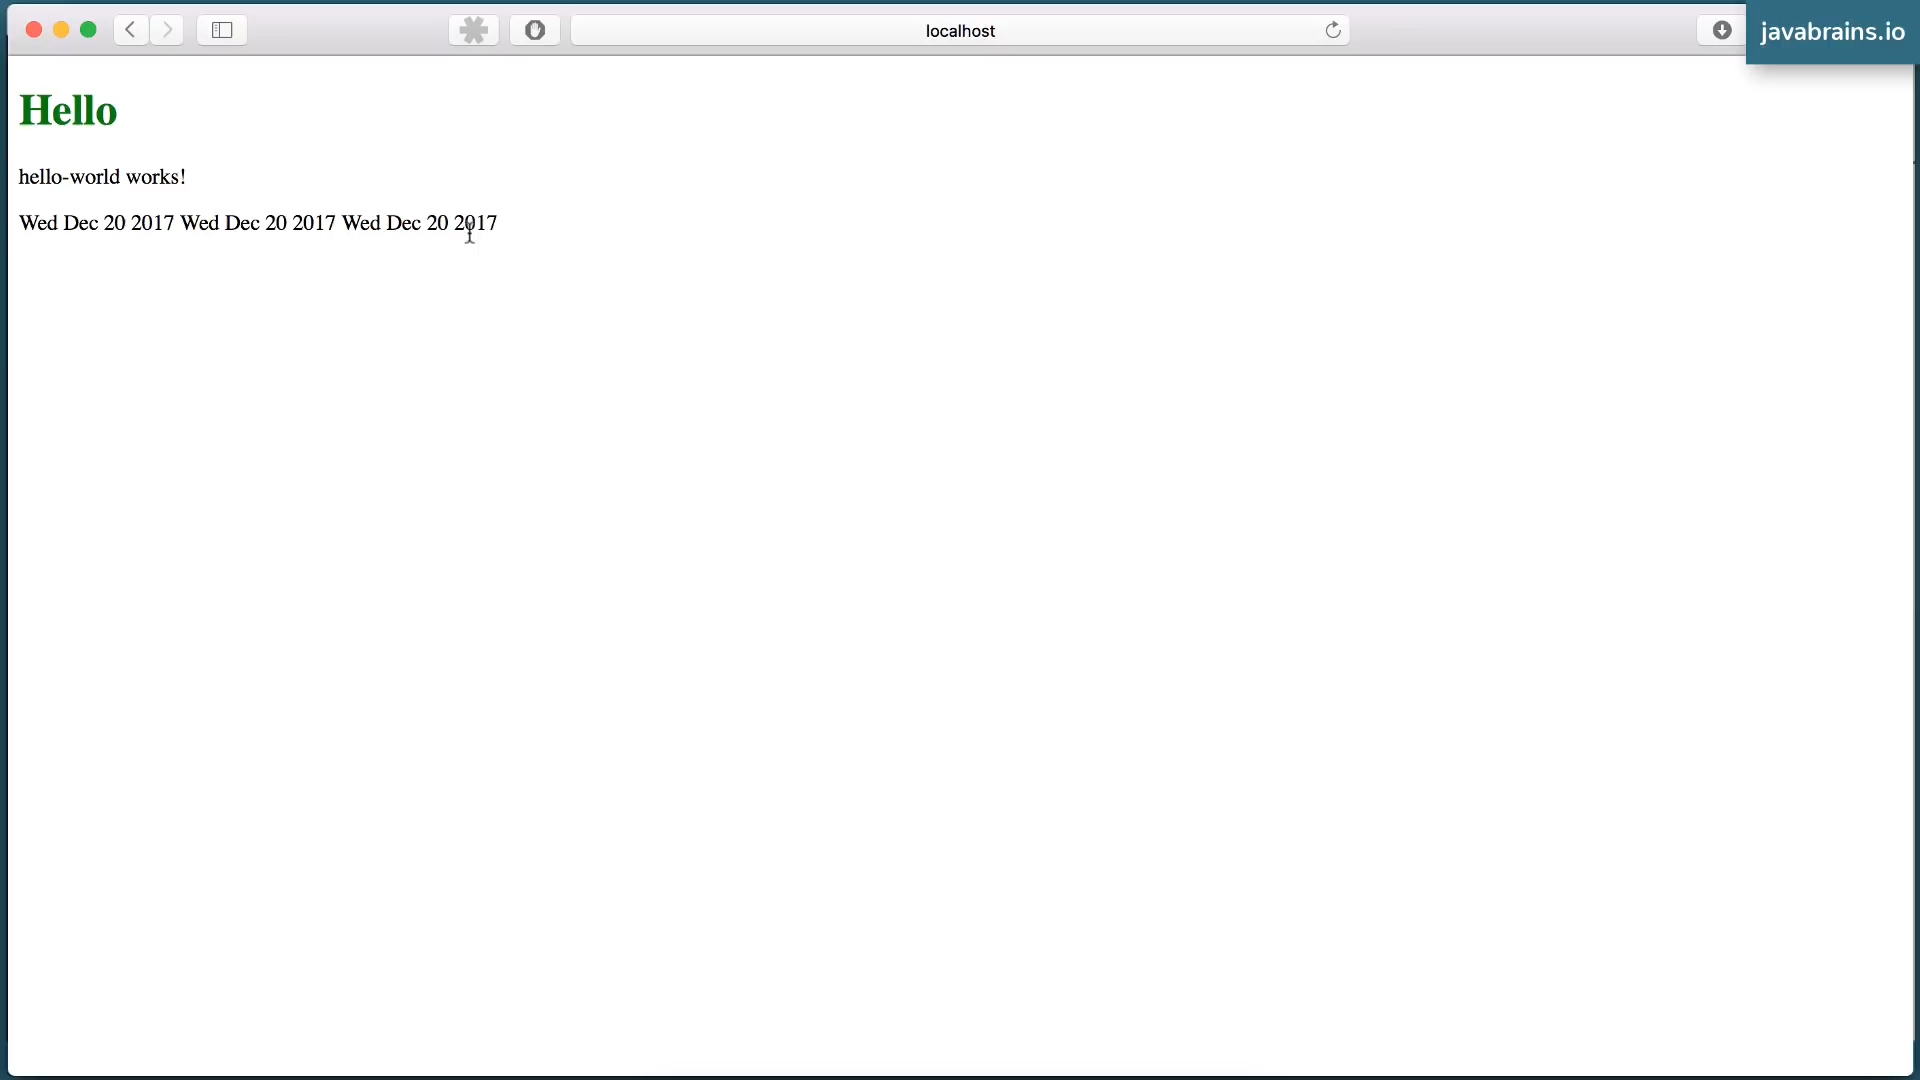 localhost
javabrains.io
Hello
hello-world works!
Wed Dec 20 2017 Wed Dec 20 2017 Wed Dec 20 2017